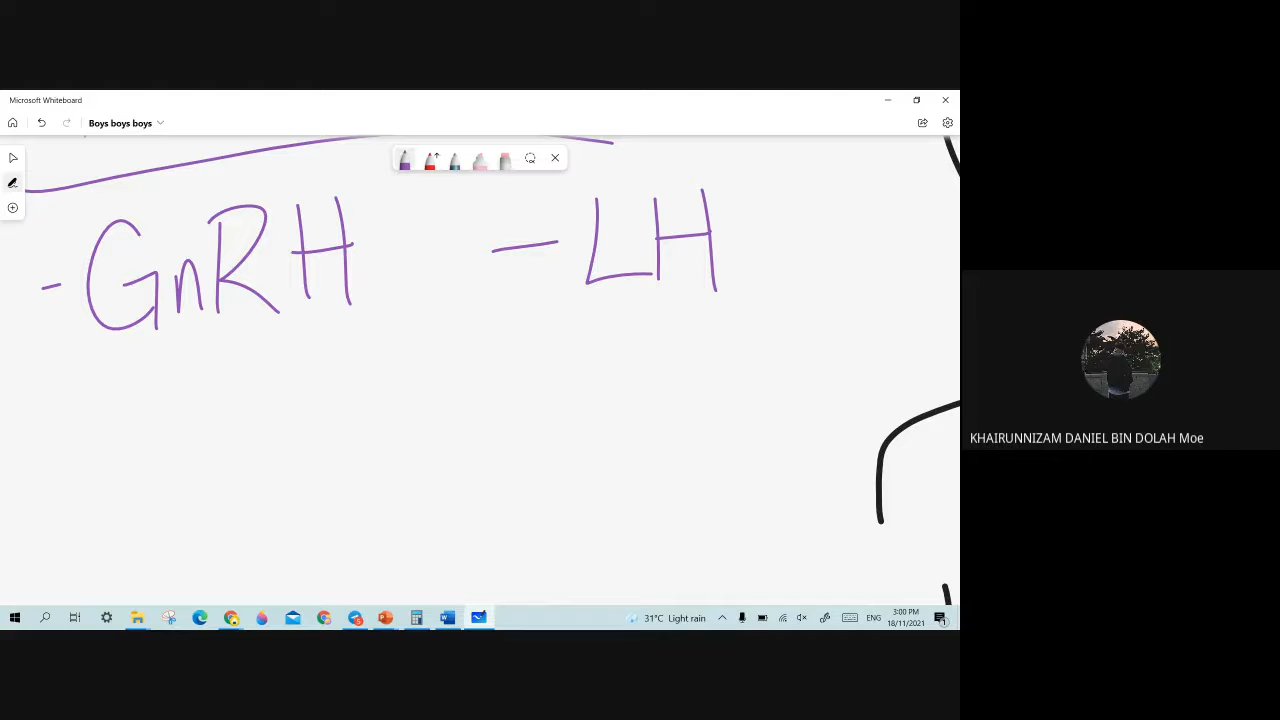 Microsoft Whiteboard
Boys boys boys
- GnRH
- LH
KHAIRUNNIZAM DANIEL BIN DOLAH Moe
31°C Light rain
ENG
3:00 PM
18/11/2021